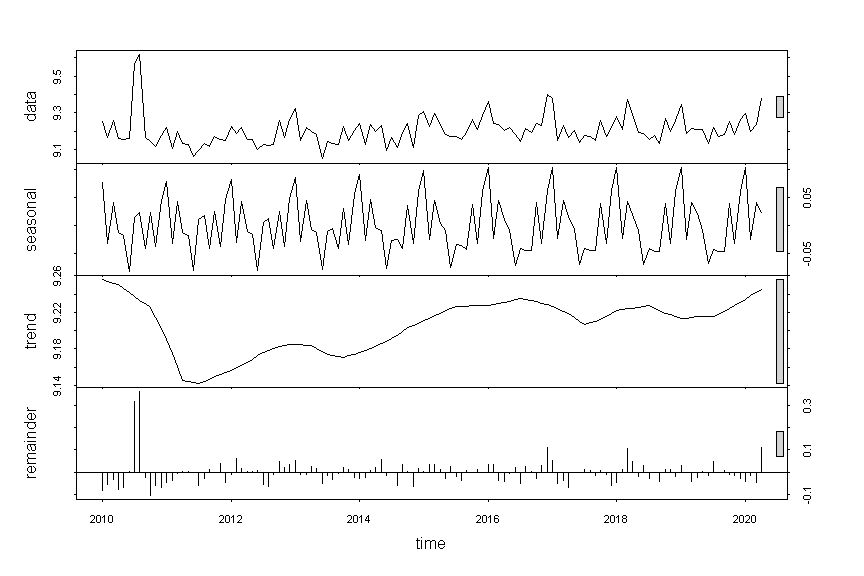 data
9.1 9.3 9.5
seasonal
-0.05 0.05
trend
9.14 9.18 9.22 9.26
remainder
-0.1 0.1 0.3
2010 2012 2014 2016 2018 2020
time